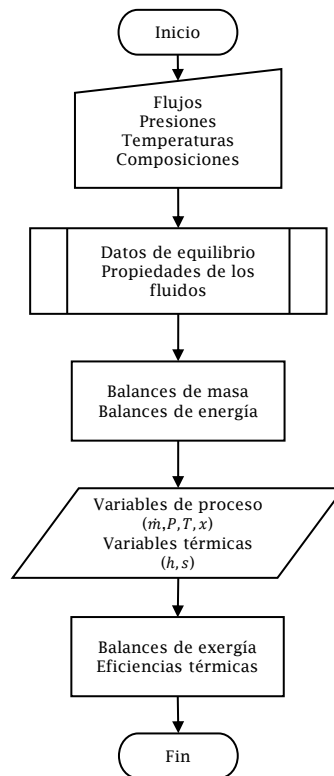 Inicio
Flujos
Presiones
Temperaturas
Composiciones
Datos de equilibrio
Propiedades de los
fluidos
Balances de masa
Balances de energía
Variables de proceso
(ṁ, P, T, x)
Variables térmicas
(h, s)
Balances de exergía
Eficiencias térmicas
Fin